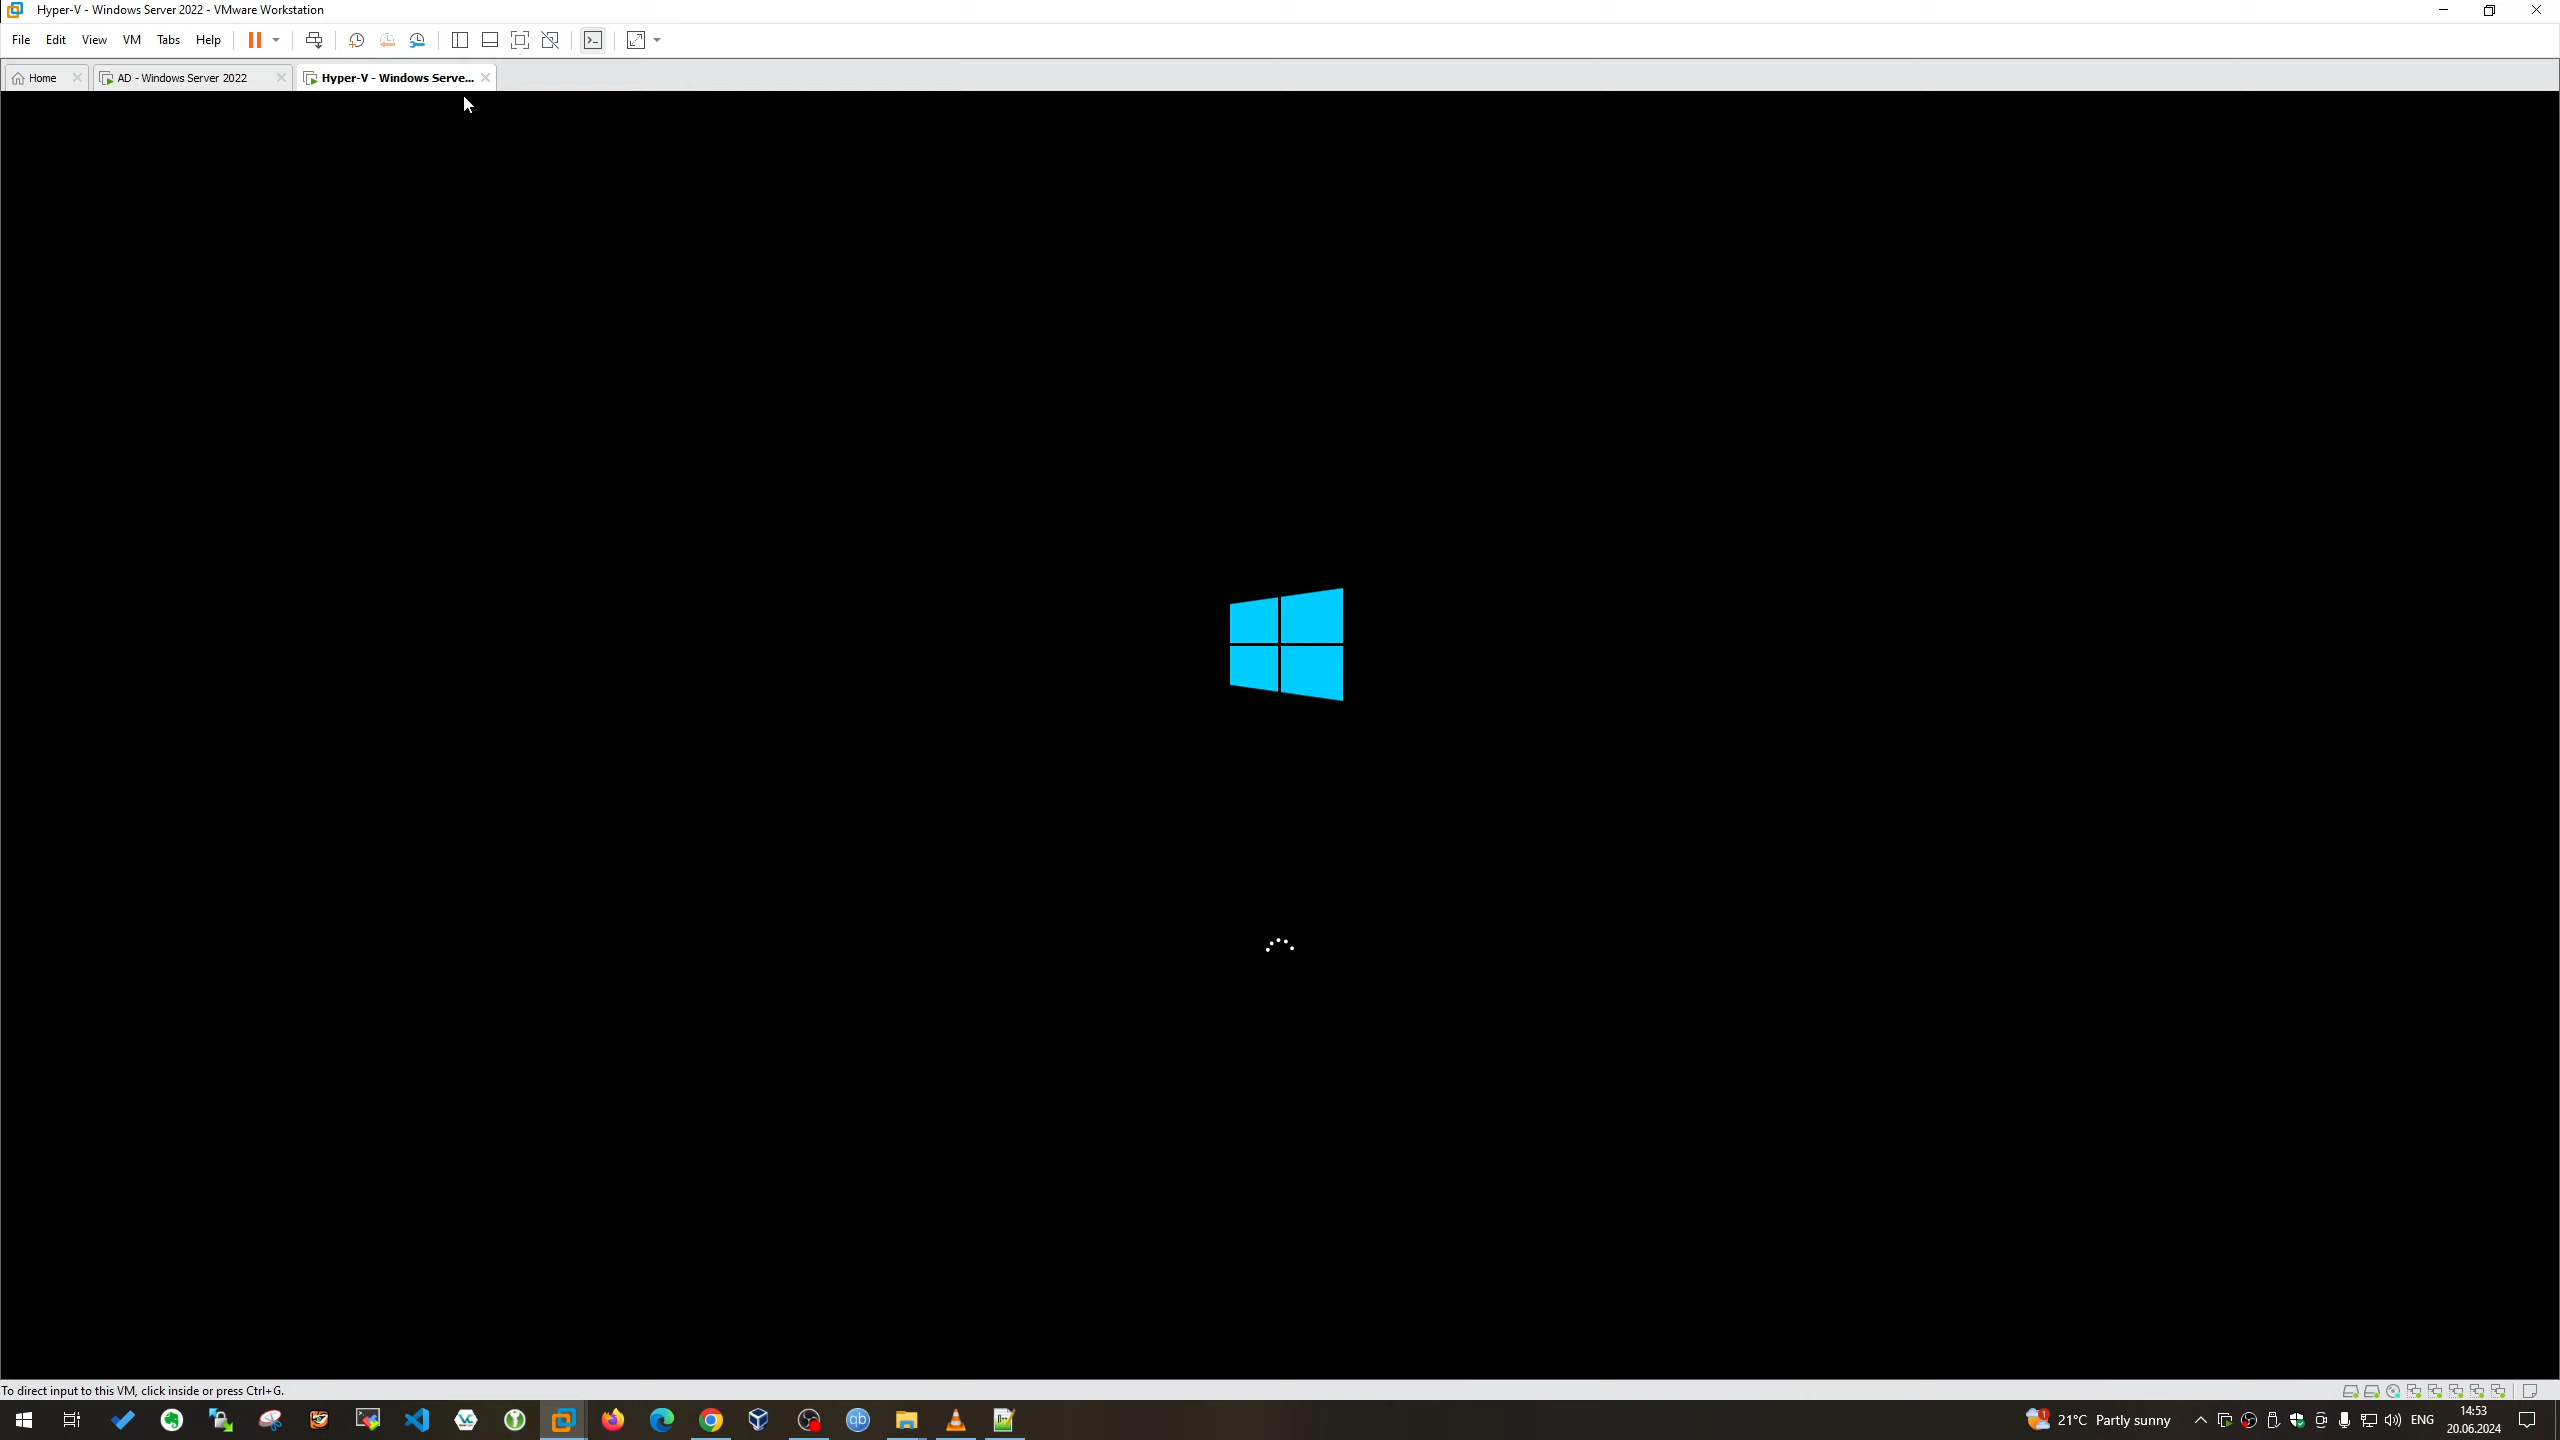 Hyper-V - Windows Server 2022 - VMware Workstation
File Edit View VM Tabs Help
Home AD - Windows Server 2022 Hyper-V - Windows Serve...
To direct input to this VM, click inside or press Ctrl+G.
21°C Partly sunny ENG 14:53
20.06.2024